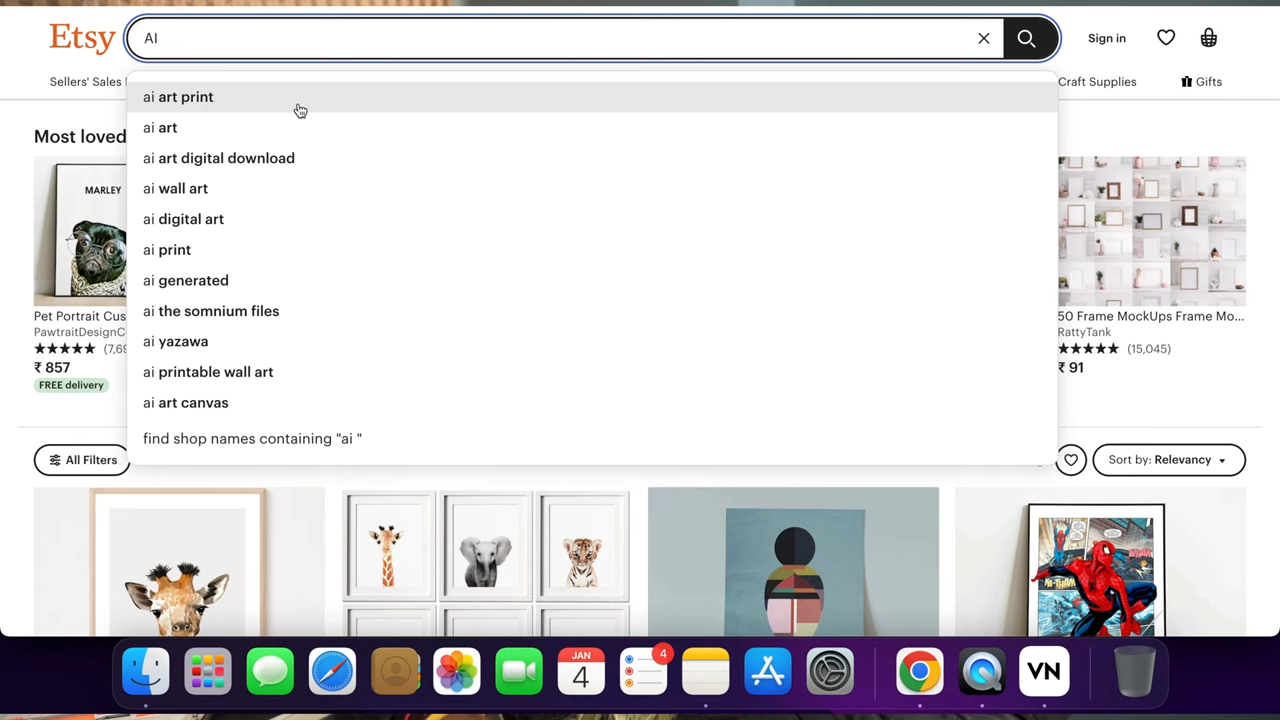 Etsy
AI
Sign in
Sellers' Sales
Craft Supplies
Gifts
ai art print
ai art
ai art digital download
ai wall art
ai digital art
ai print
ai generated
ai the somnium files
ai yazawa
ai printable wall art
ai art canvas
find shop names containing "ai "
Most loved
MARLEY
Pet Portrait Cus
PawtraitDesignC
(7,69
₹ 857
FREE delivery
50 Frame MockUps Frame Mo...
RattyTank
(15,045)
₹ 91
All Filters
Sort by: Relevancy
JAN
4
4
VN